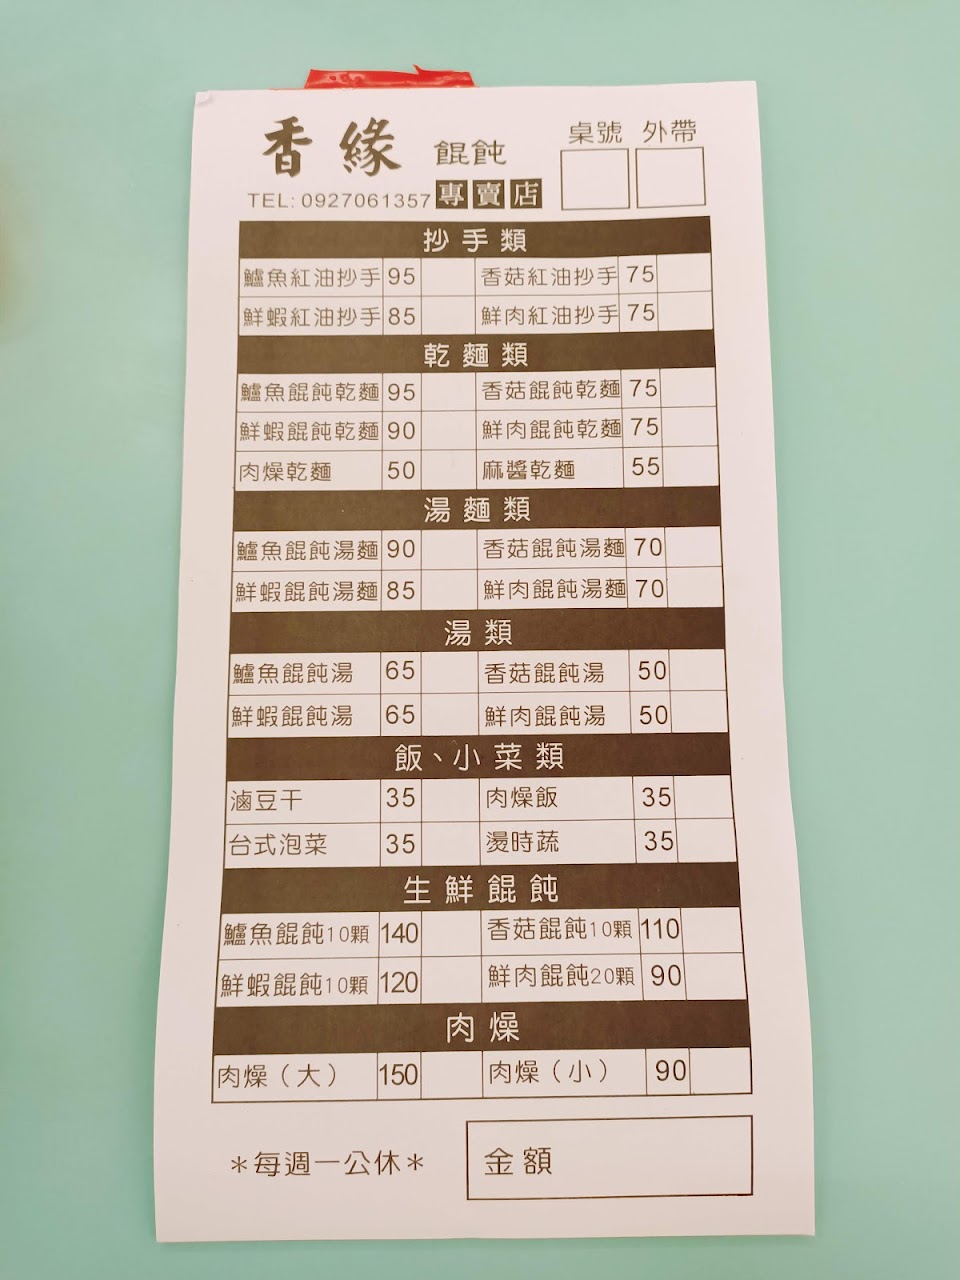 香緣 餛飩 桌號 外帶
TEL: 0927061357 專賣店
抄手類
鱸魚紅油抄手 95 香菇紅油抄手 75
鮮蝦紅油抄手 85 鮮肉紅油抄手 75
乾麵類
鱸魚餛飩乾麵 95 香菇餛飩乾麵 75
鮮蝦餛飩乾麵 90 鮮肉餛飩乾麵 75
肉燥乾麵 50 麻醬乾麵 55
湯麵類
鱸魚餛飩湯麵 90 香菇餛飩湯麵 70
鮮蝦餛飩湯麵 85 鮮肉餛飩湯麵 70
湯類
鱸魚餛飩湯 65 香菇餛飩湯 50
鮮蝦餛飩湯 65 鮮肉餛飩湯 50
飯、小菜類
滷豆干 35 肉燥飯 35
台式泡菜 35 燙時蔬 35
生鮮餛飩
鱸魚餛飩10顆 140 香菇餛飩10顆 110
鮮蝦餛飩10顆 120 鮮肉餛飩20顆 90
肉燥
肉燥（大） 150 肉燥（小） 90
＊每週一公休＊ 金額